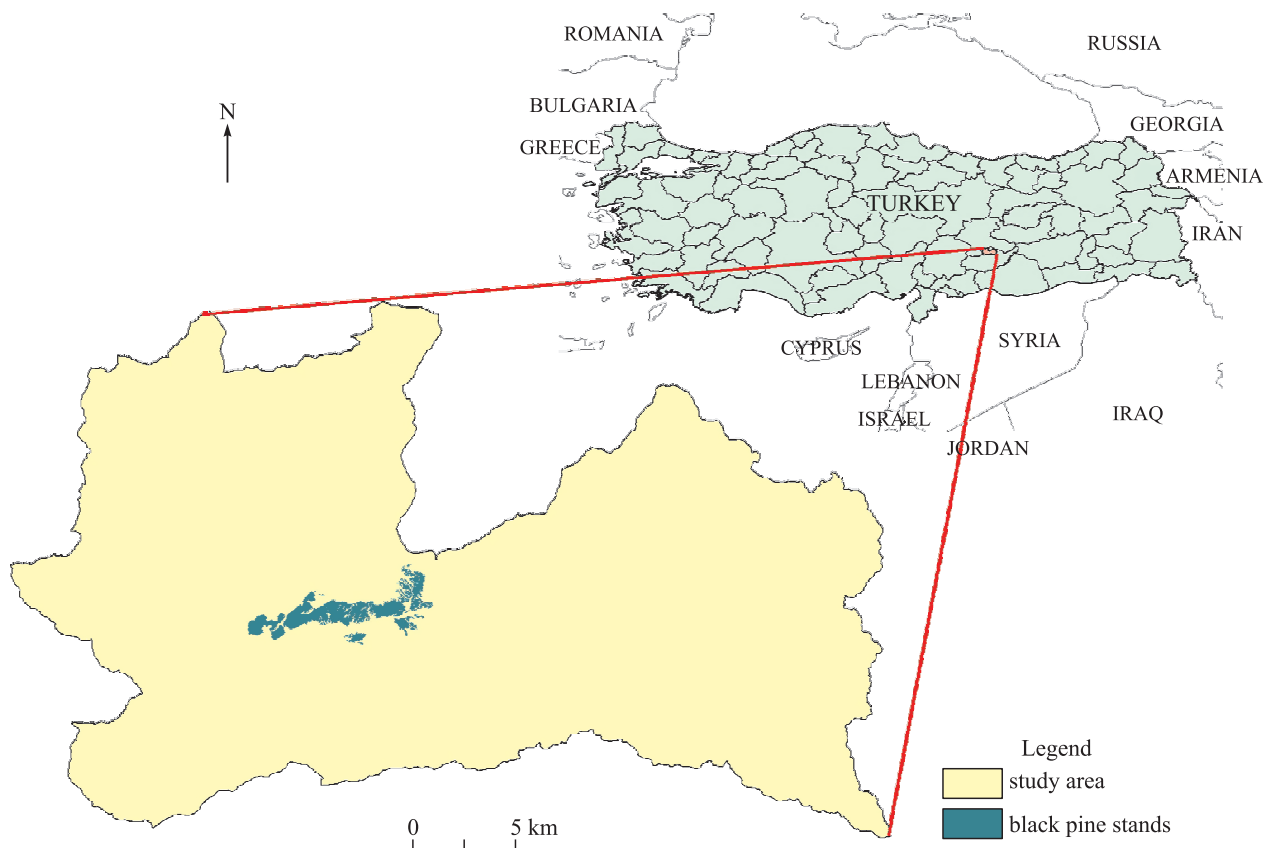 ROMANIA
RUSSIA
BULGARIA
N
GEORGIA
GREECE
ARMENIA
TURKEY
IRAN
SYRIA
CYPRUS
LEBANON
IRAQ
ISRAEL
JORDAN
Legend
study area
black pine stands
0 5 km